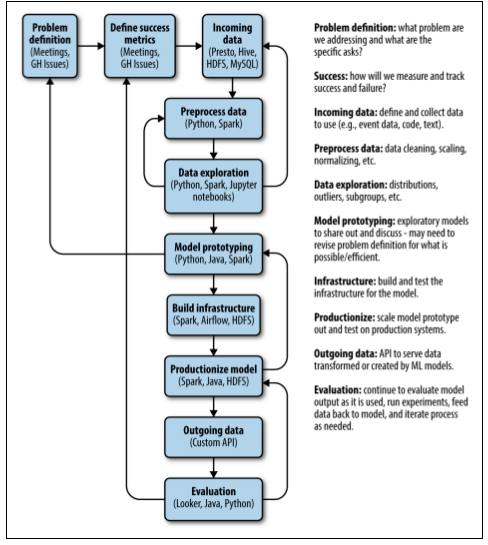 Problem
definition
(Meetings,
GH Issues)
Define success
metrics
(Meetings,
GH Issues)
Incoming
data
(Presto, Hive,
HDFS, MySQL)
Preprocess data
(Python, Spark)
Data exploration
(Python, Spark, Jupyter
notebooks)
Model prototyping
(Python, Java, Spark)
Build infrastructure
(Spark, Airflow, HDFS)
Productionize model
(Spark, Java, HDFS)
Outgoing data
(Custom API)
Evaluation
(Looker, Java, Python)
Problem definition: what problem are
we addressing and what are the
specific asks?
Success: how will we measure and track
success and failure?
Incoming data: define and collect data
to use (e.g., event data, code, text).
Preprocess data: data cleaning, scaling,
normalizing, etc.
Data exploration: distributions,
outliers, subgroups, etc.
Model prototyping: exploratory models
to share out and discuss - may need to
revise problem definition for what is
possible/efficient.
Infrastructure: build and test the
infrastructure for the model.
Productionize: scale model prototype
out and test on production systems.
Outgoing data: API to serve data
transformed or created by ML models.
Evaluation: continue to evaluate model
output as it is used, run experiments, feed
data back to model, and iterate process
as needed.